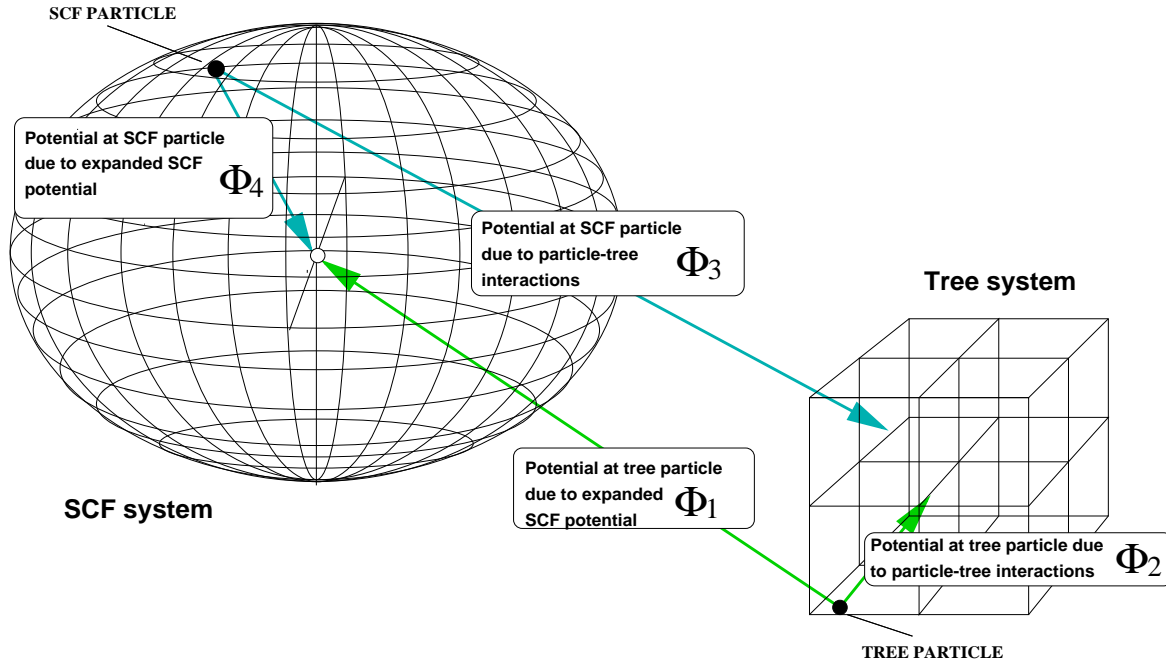 SCF PARTICLE
Potential at SCF particle
due to expanded SCF
potential
Φ4
Potential at SCF particle
due to particle-tree
interactions
Φ3
Tree system
SCF system
Potential at tree particle
due to expanded
SCF potential
Φ1
Potential at tree particle due
to particle-tree interactions
Φ2
TREE PARTICLE